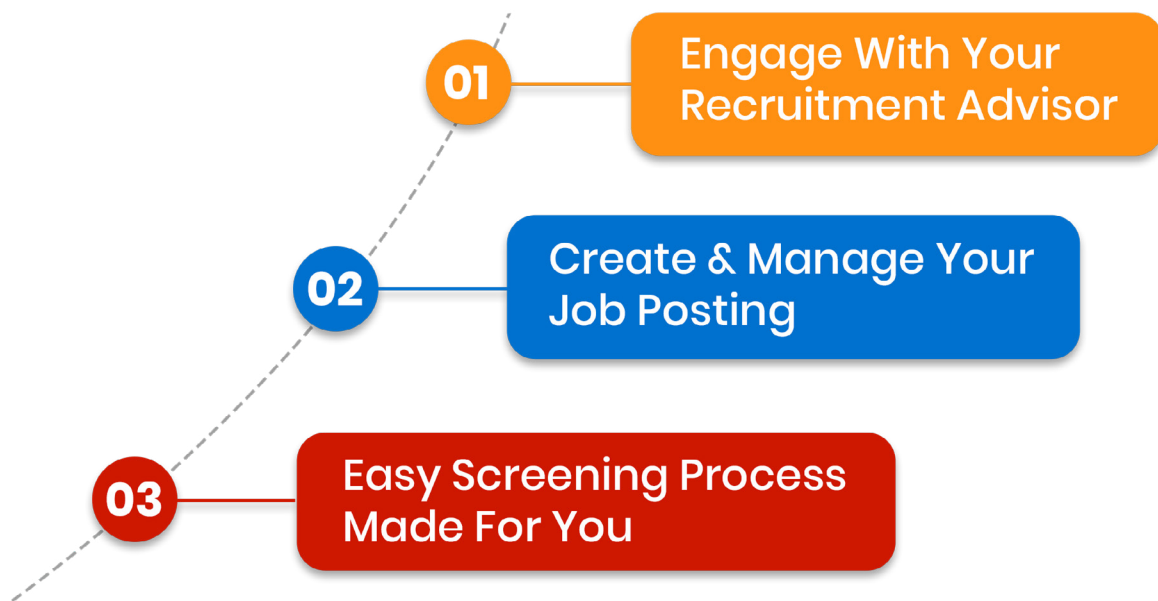 01
Engage With Your
Recruitment Advisor
02
Create & Manage Your
Job Posting
03
Easy Screening Process
Made For You